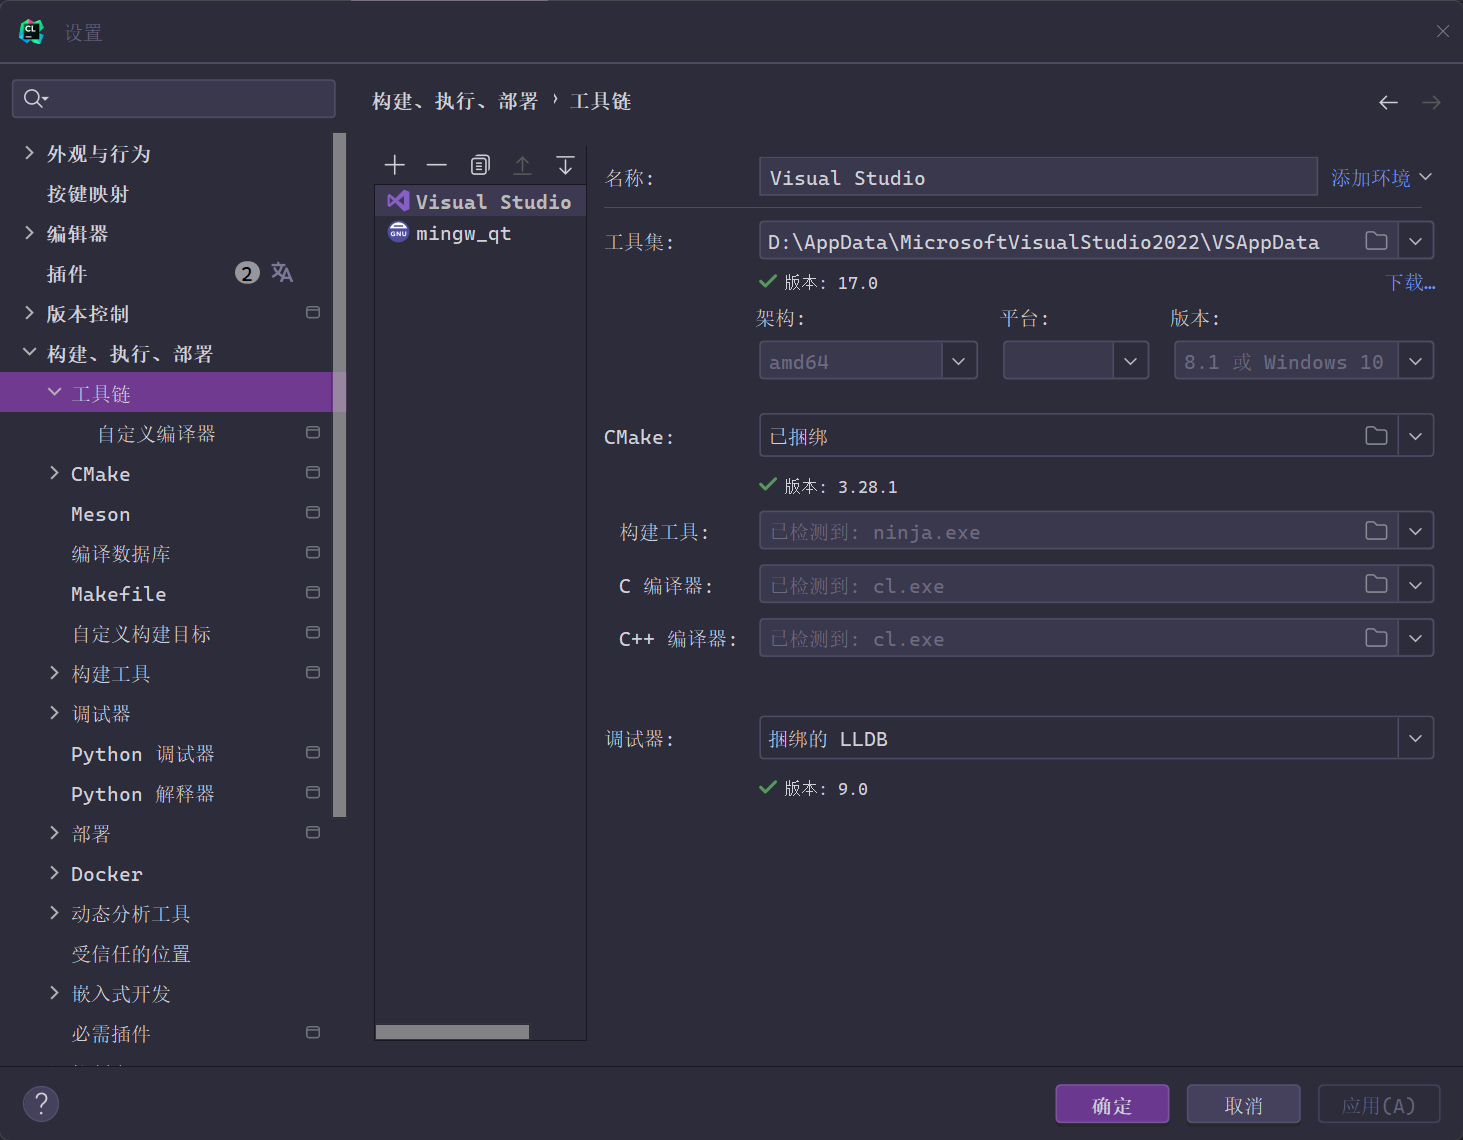 CL
设置
构建、执行、部署 › 工具链
外观与行为
按键映射
编辑器
插件 2
版本控制
构建、执行、部署
工具链
自定义编译器
CMake
Meson
编译数据库
Makefile
自定义构建目标
构建工具
调试器
Python 调试器
Python 解释器
部署
Docker
动态分析工具
受信任的位置
嵌入式开发
必需插件
Visual Studio
GNU mingw_qt
名称: Visual Studio 添加环境
工具集: D:\AppData\MicrosoftVisualStudio2022\VSAppData
版本: 17.0 下载…
架构: 平台: 版本:
amd64 8.1 或 Windows 10
CMake: 已捆绑
版本: 3.28.1
构建工具: 已检测到: ninja.exe
C 编译器: 已检测到: cl.exe
C++ 编译器: 已检测到: cl.exe
调试器: 捆绑的 LLDB
版本: 9.0
? 确定 取消 应用(A)